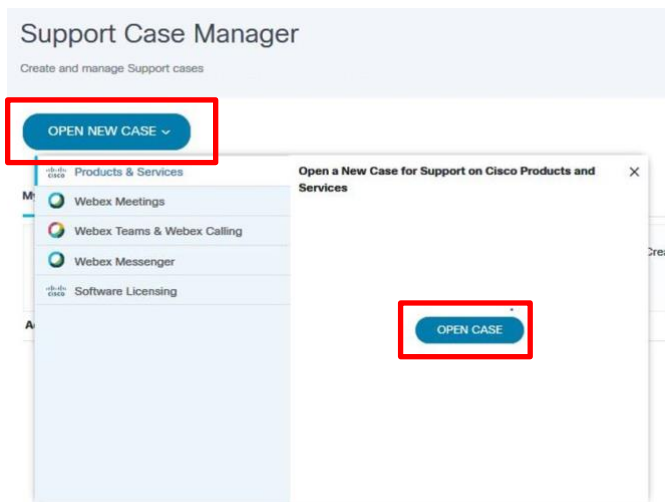 Support Case Manager
Create and manage Support cases
OPEN NEW CASE
Products & Services
Open a New Case for Support on Cisco Products and
Services
Webex Meetings
Webex Teams & Webex Calling
Webex Messenger
Software Licensing
OPEN CASE